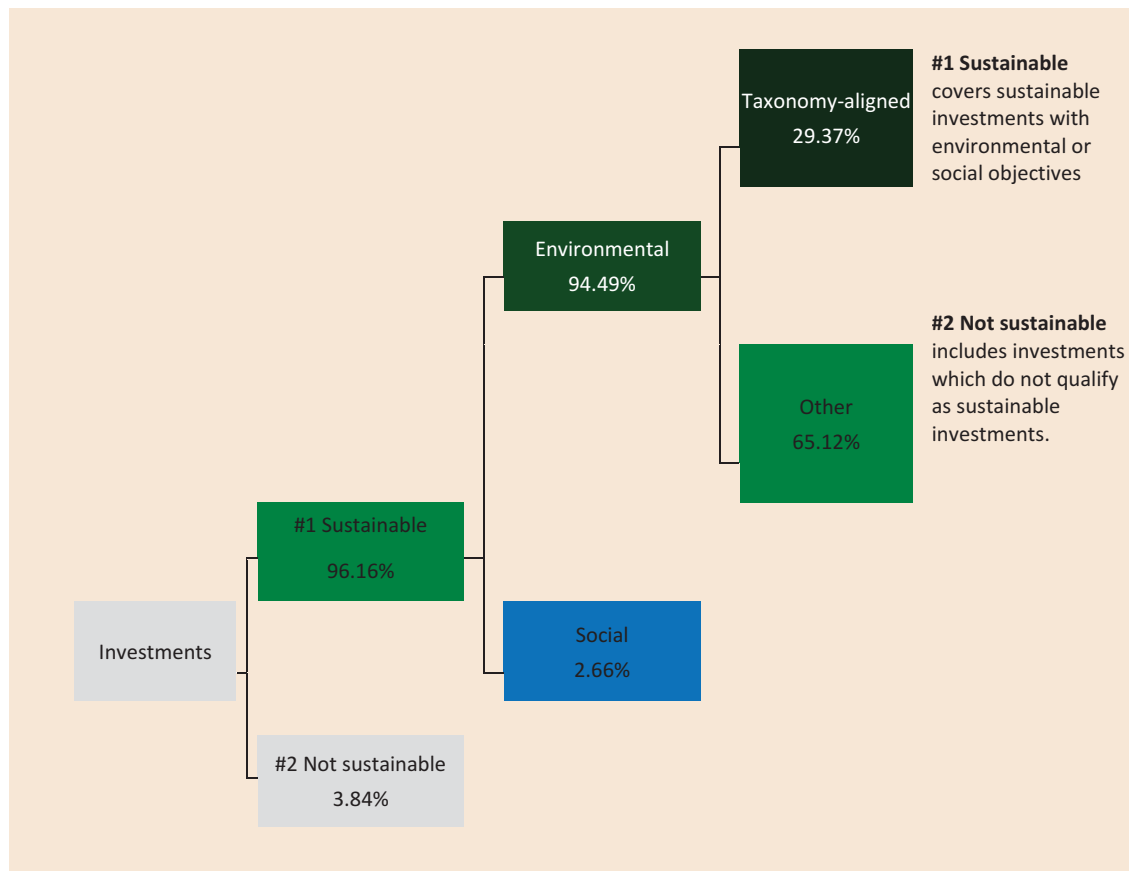 Taxonomy-aligned
29.37%
#1 Sustainable
covers sustainable
investments with
environmental or
social objectives
Environmental
94.49%
#2 Not sustainable
includes investments
which do not qualify
as sustainable
investments.
Other
65.12%
#1 Sustainable
96.16%
Investments
Social
2.66%
#2 Not sustainable
3.84%